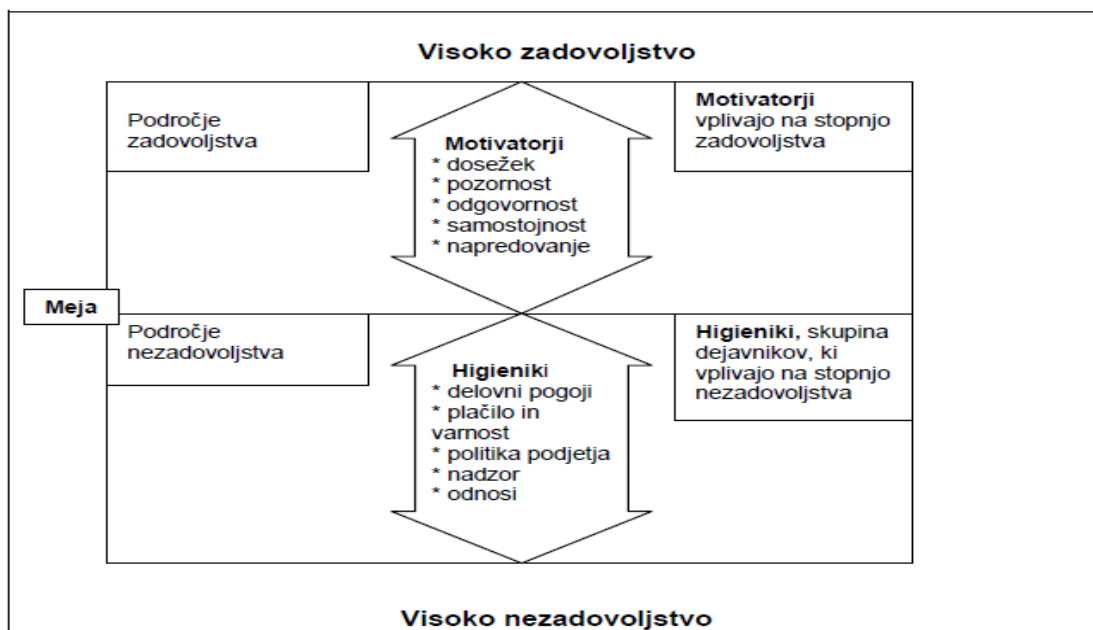 Visoko zadovoljstvo
Področje
zadovoljstva
Motivatorji
* dosežek
* pozornost
* odgovornost
* samostojnost
* napredovanje
Motivatorji
vplivajo na stopnjo
zadovoljstva
Meja
Področje
nezadovoljstva
Higieniki
* delovni pogoji
* plačilo in
varnost
* politika podjetja
* nadzor
* odnosi
Higieniki, skupina
dejavnikov, ki
vplivajo na stopnjo
nezadovoljstva
Visoko nezadovoljstvo